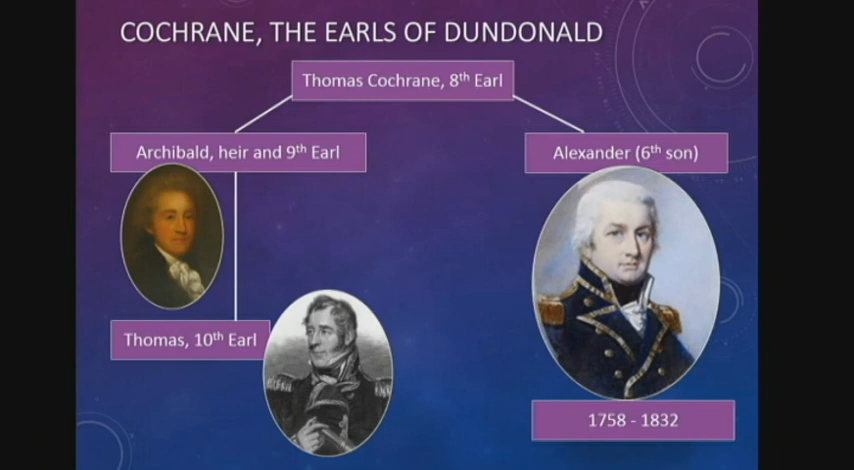 COCHRANE, THE EARLS OF DUNDONALD
Thomas Cochrane, 8th Earl
Archibald, heir and 9th Earl
Alexander (6th son)
Thomas, 10th Earl
1758 - 1832